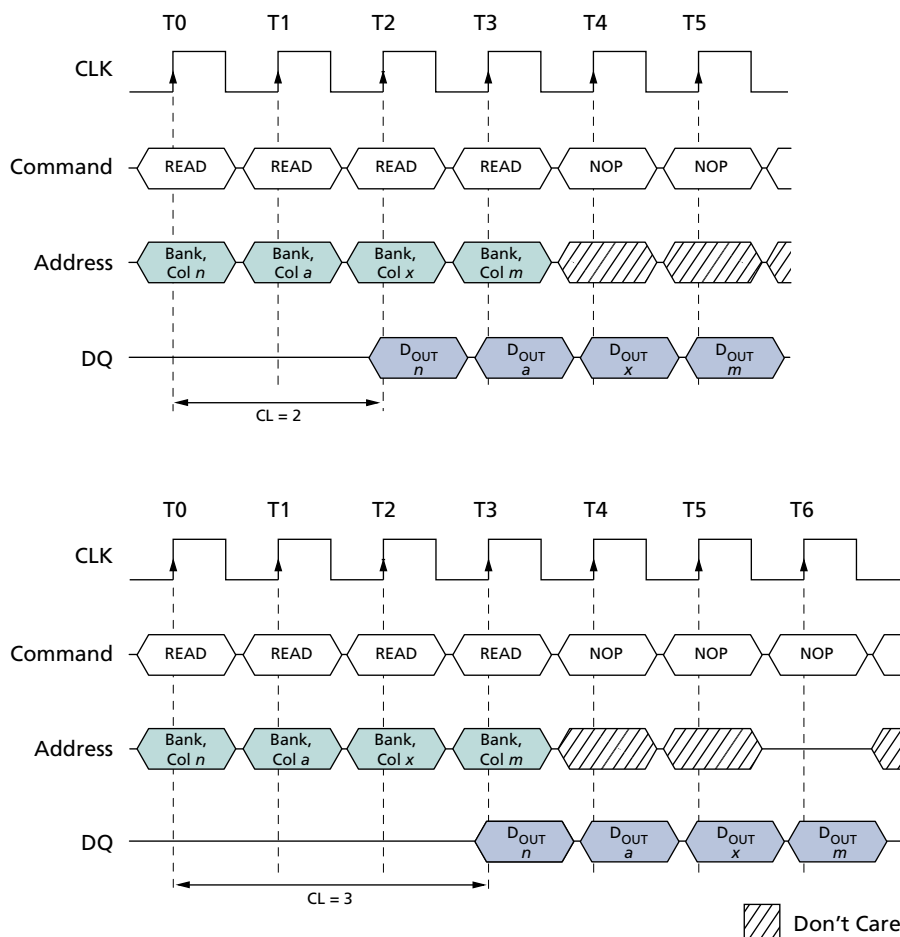 T0 T1 T2 T3 T4 T5
CLK
Command READ READ READ READ NOP NOP
Address Bank, Col n Bank, Col a Bank, Col x Bank, Col m
DQ DOUT n DOUT a DOUT x DOUT m
CL = 2
T0 T1 T2 T3 T4 T5 T6
CLK
Command READ READ READ READ NOP NOP NOP
Address Bank, Col n Bank, Col a Bank, Col x Bank, Col m
DQ DOUT n DOUT a DOUT x DOUT m
CL = 3
Don't Care